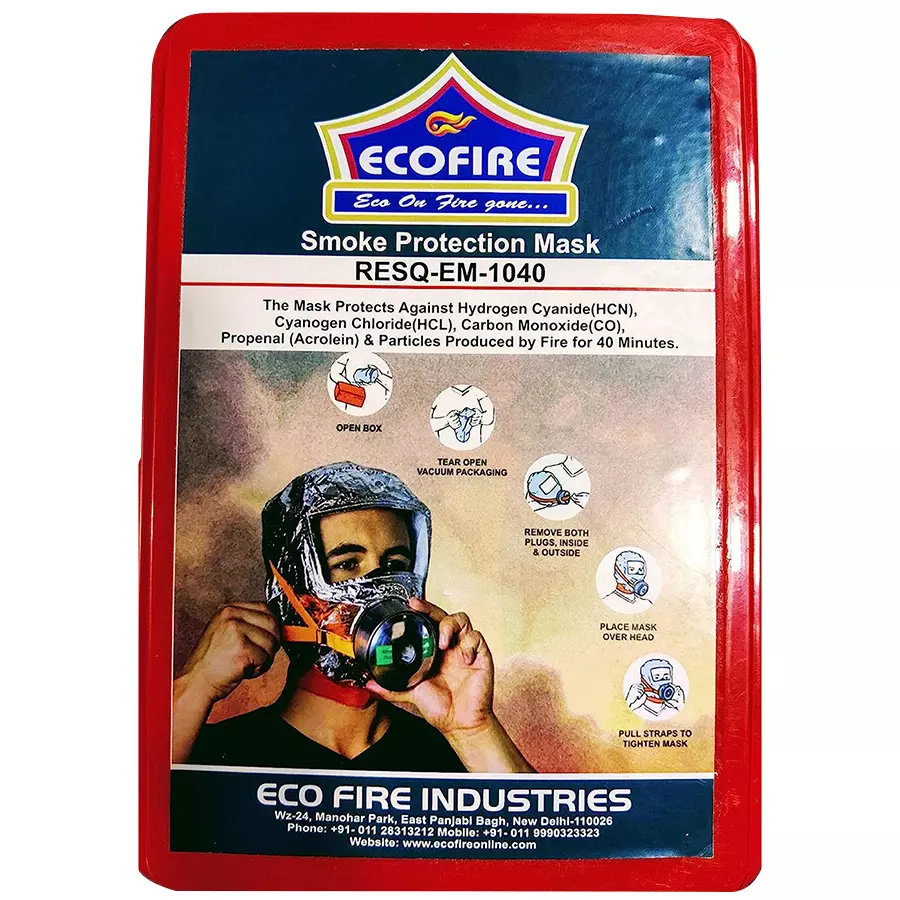 ECOFIRE
Eco On Fire gone...
Smoke Protection Mask
RESQ-EM-1040
The Mask Protects Against Hydrogen Cyanide(HCN),
Cyanogen Chloride(HCL), Carbon Monoxide(CO),
Propenal (Acrolein) & Particles Produced by Fire for 40 Minutes.
OPEN BOX
TEAR OPEN
VACUUM PACKAGING
REMOVE BOTH
PLUGS, INSIDE
& OUTSIDE
PLACE MASK
OVER HEAD
PULL STRAPS TO
TIGHTEN MASK
ECO FIRE INDUSTRIES
Wz-24, Manohar Park, East Panjabi Bagh, New Delhi-110026
Phone: +91- 011 28313212 Mobile: +91- 011 9990323323
Website: www.ecofireonline.com